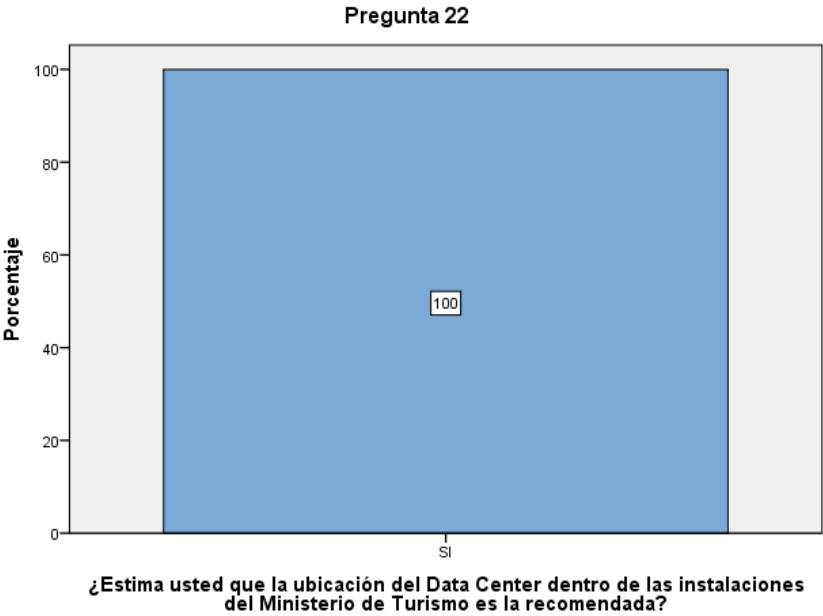 Pregunta 22
Porcentaje
100
80
60
40
20
0
100
SI
¿Estima usted que la ubicación del Data Center dentro de las instalaciones
del Ministerio de Turismo es la recomendada?